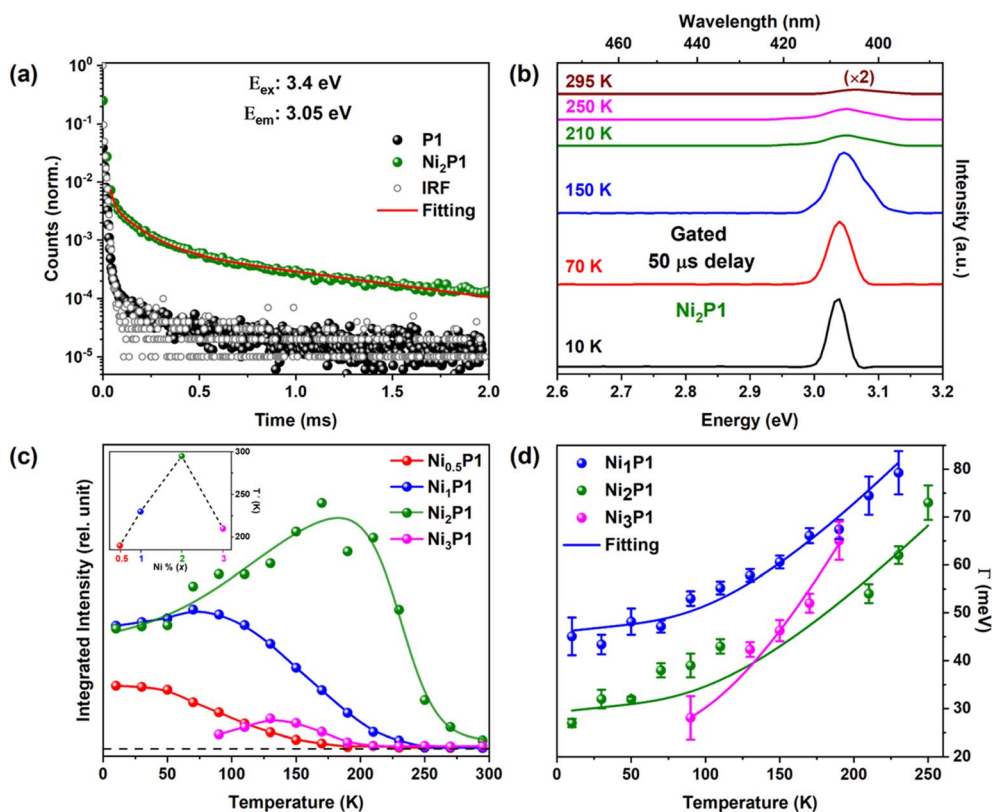 (a)
E_ex: 3.4 eV
E_em: 3.05 eV
P1
Ni₂P1
IRF
Fitting
10⁰
10⁻¹
10⁻²
10⁻³
10⁻⁴
10⁻⁵
Counts (norm.)
0.0 0.5 1.0 1.5 2.0
Time (ms)
Wavelength (nm)
460 440 420 400
(b)
295 K
(×2)
250 K
210 K
150 K
70 K
10 K
Gated
50 μs delay
Ni₂P1
Intensity (a.u.)
2.6 2.7 2.8 2.9 3.0 3.1 3.2
Energy (eV)
(c)
Integrated Intensity (rel. unit)
300
250
200
T' (K)
0.5 1 2 3
Ni % (x)
Ni₀.₅P1
Ni₁P1
Ni₂P1
Ni₃P1
0 50 100 150 200 250 300
Temperature (K)
(d)
Ni₁P1
Ni₂P1
Ni₃P1
Fitting
80
70
60
50
40
30
20
Γ (meV)
0 50 100 150 200 250
Temperature (K)